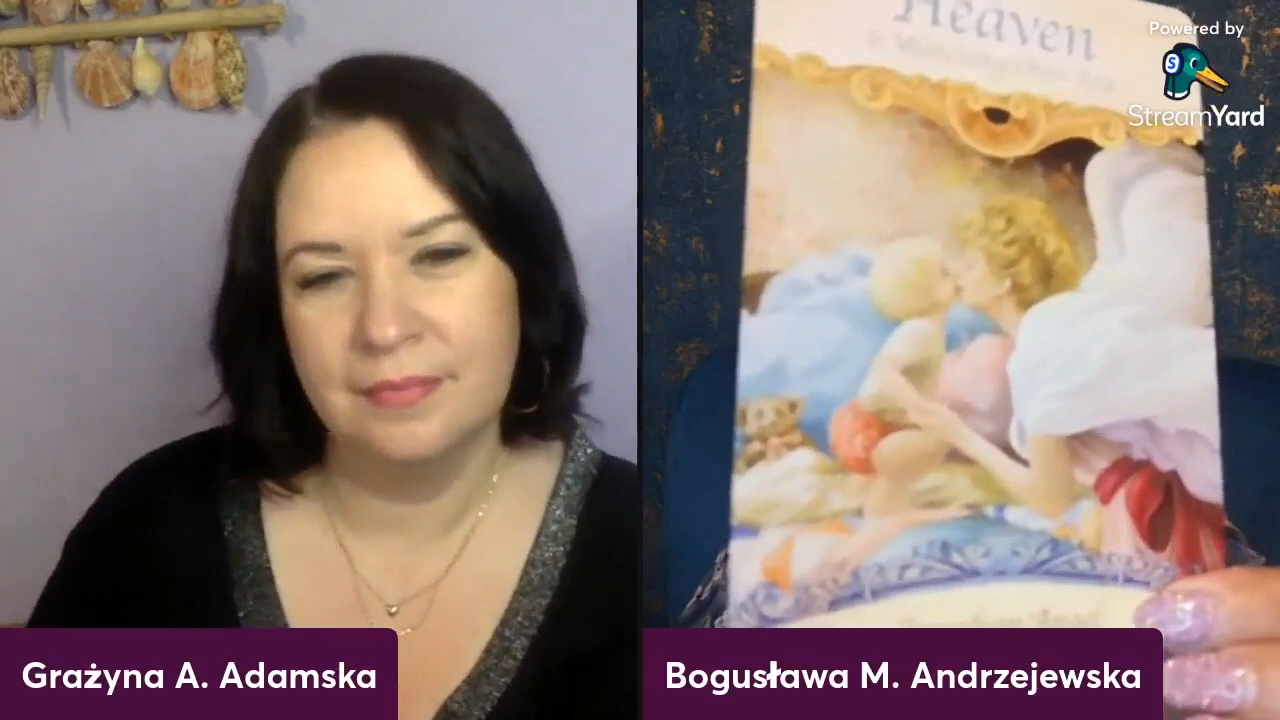 Heaven
Powered by
StreamYard
Grażyna A. Adamska
Bogusława M. Andrzejewska